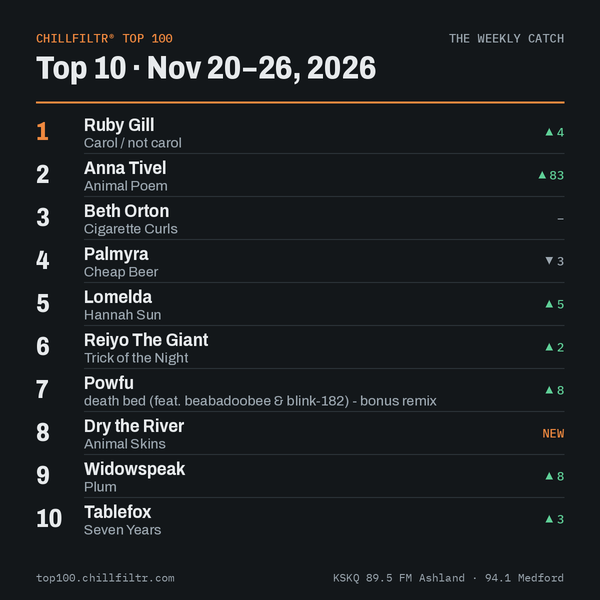 CHILLFILTR® TOP 100
THE WEEKLY CATCH
Top 10 · Nov 20–26, 2026
1
Ruby Gill
Carol / not carol
▲ 4
2
Anna Tivel
Animal Poem
▲ 83
3
Beth Orton
Cigarette Curls
–
4
Palmyra
Cheap Beer
▼ 3
5
Lomelda
Hannah Sun
▲ 5
6
Reiyo The Giant
Trick of the Night
▲ 2
7
Powfu
death bed (feat. beabadoobee & blink-182) - bonus remix
▲ 8
8
Dry the River
Animal Skins
NEW
9
Widowspeak
Plum
▲ 8
10
Tablefox
Seven Years
▲ 3
top100.chillfiltr.com
KSKQ 89.5 FM Ashland · 94.1 Medford